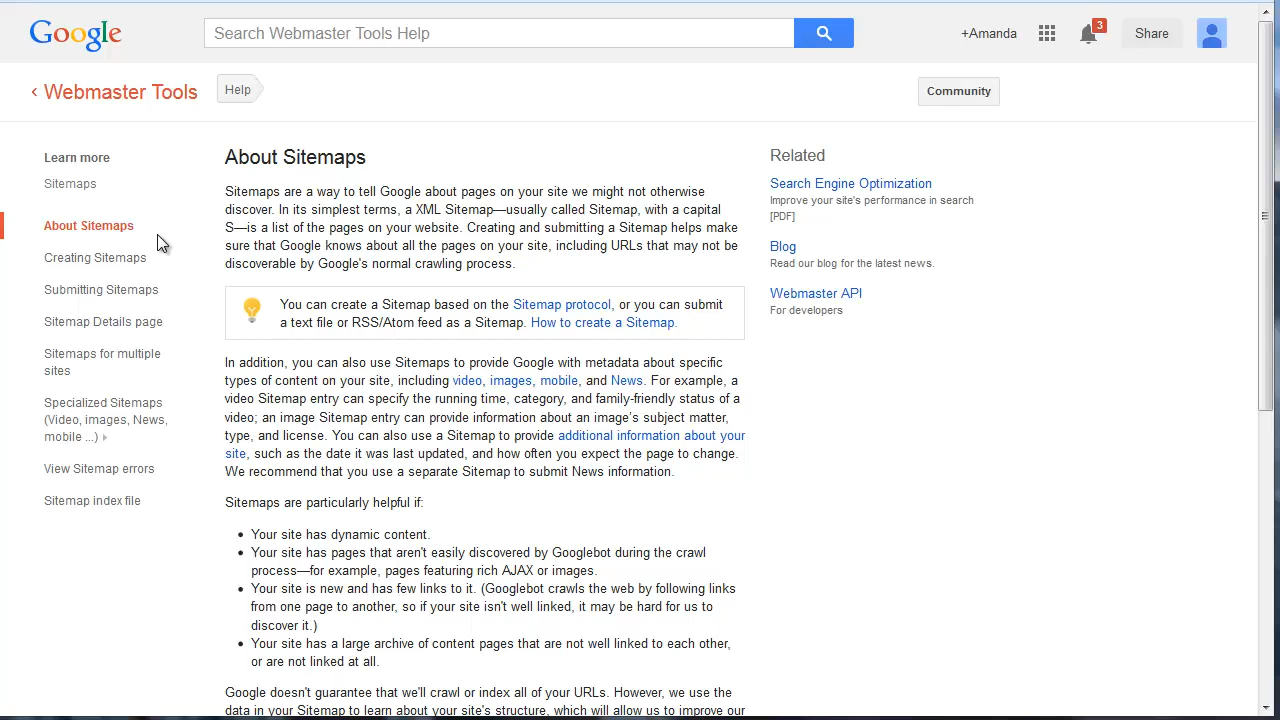 Google
Search Webmaster Tools Help
+Amanda
3
Share
‹ Webmaster Tools
Help
Community
Learn more
Sitemaps
About Sitemaps
Creating Sitemaps
Submitting Sitemaps
Sitemap Details page
Sitemaps for multiple
sites
Specialized Sitemaps
(Video, images, News,
mobile ...)
View Sitemap errors
Sitemap index file
About Sitemaps
Sitemaps are a way to tell Google about pages on your site we might not otherwise
discover. In its simplest terms, a XML Sitemap—usually called Sitemap, with a capital
S—is a list of the pages on your website. Creating and submitting a Sitemap helps make
sure that Google knows about all the pages on your site, including URLs that may not be
discoverable by Google's normal crawling process.
You can create a Sitemap based on the Sitemap protocol, or you can submit
a text file or RSS/Atom feed as a Sitemap. How to create a Sitemap.
In addition, you can also use Sitemaps to provide Google with metadata about specific
types of content on your site, including video, images, mobile, and News. For example, a
video Sitemap entry can specify the running time, category, and family-friendly status of a
video; an image Sitemap entry can provide information about an image's subject matter,
type, and license. You can also use a Sitemap to provide additional information about your
site, such as the date it was last updated, and how often you expect the page to change.
We recommend that you use a separate Sitemap to submit News information.
Sitemaps are particularly helpful if:
• Your site has dynamic content.
• Your site has pages that aren't easily discovered by Googlebot during the crawl
process—for example, pages featuring rich AJAX or images.
• Your site is new and has few links to it. (Googlebot crawls the web by following links
from one page to another, so if your site isn't well linked, it may be hard for us to
discover it.)
• Your site has a large archive of content pages that are not well linked to each other,
or are not linked at all.
Google doesn't guarantee that we'll crawl or index all of your URLs. However, we use the
data in your Sitemap to learn about your site's structure, which will allow us to improve our
Related
Search Engine Optimization
Improve your site's performance in search
[PDF]
Blog
Read our blog for the latest news.
Webmaster API
For developers